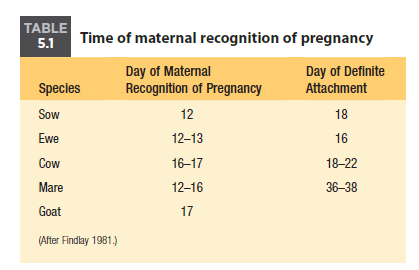 TABLE
5.1
Time of maternal recognition of pregnancy
Species Day of Maternal Recognition of Pregnancy Day of Definite Attachment
Sow 12 18
Ewe 12–13 16
Cow 16–17 18–22
Mare 12–16 36–38
Goat 17
(After Findlay 1981.)